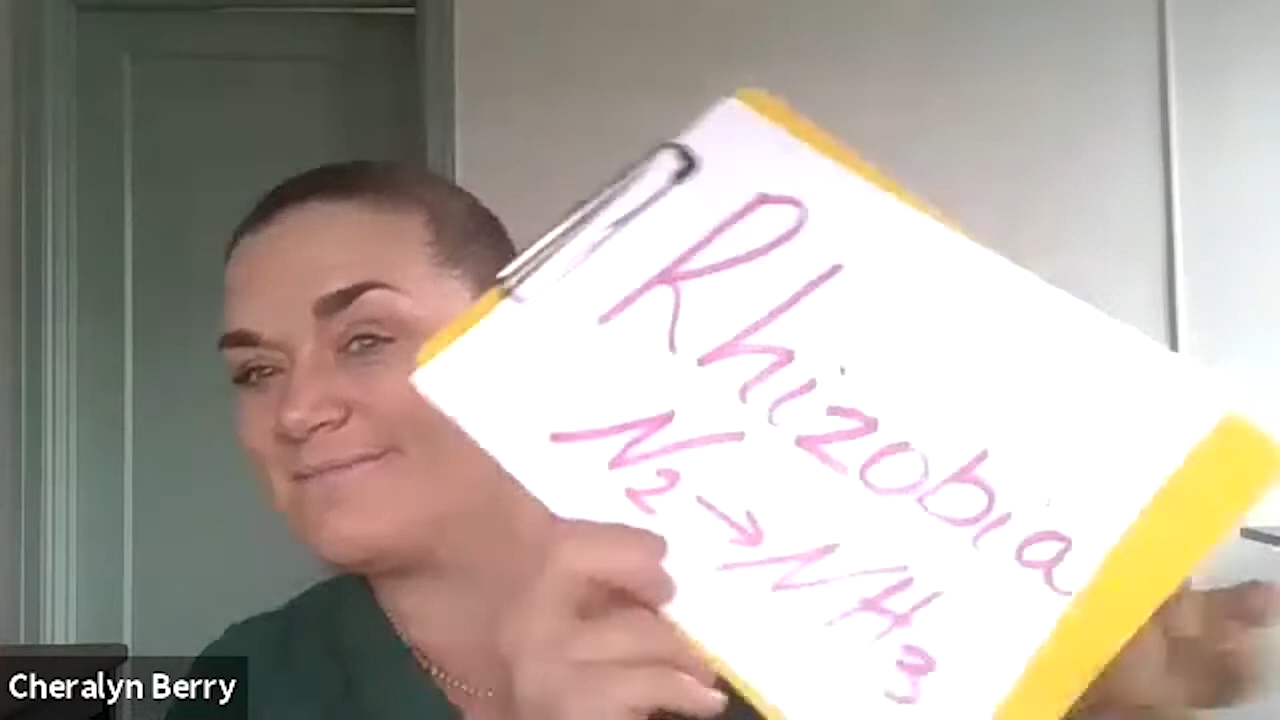 Rhizobia
N₂ → NH₃
Cheralyn Berry